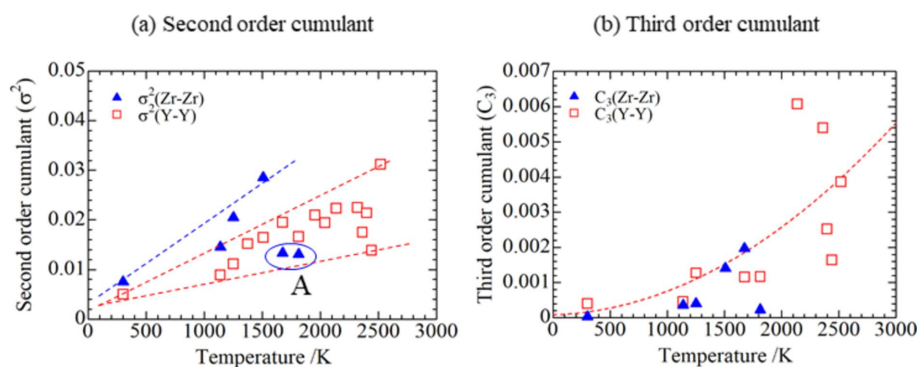 (a) Second order cumulant
(b) Third order cumulant
Second order cumulant (σ²)
0.05
0.04
0.03
0.02
0.01
0
σ²(Zr-Zr)
σ²(Y-Y)
A
0 500 1000 1500 2000 2500 3000
Temperature /K
Third order cumulant (C₃)
0.007
0.006
0.005
0.004
0.003
0.002
0.001
0.000
C₃(Zr-Zr)
C₃(Y-Y)
0 500 1000 1500 2000 2500 3000
Temperature /K